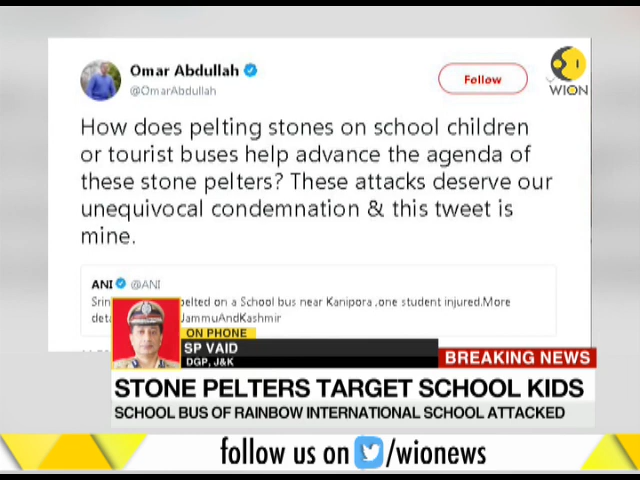 Omar Abdullah
@OmarAbdullah
Follow
WION
How does pelting stones on school children
or tourist buses help advance the agenda of
these stone pelters? These attacks deserve our
unequivocal condemnation & this tweet is
mine.
ANI @ANI
pelted on a School bus near Kanipora ,one student injured.More
JammuAndKashmir
ON PHONE
SP VAID
DGP, J&K
BREAKING NEWS
STONE PELTERS TARGET SCHOOL KIDS
SCHOOL BUS OF RAINBOW INTERNATIONAL SCHOOL ATTACKED
follow us on /wionews